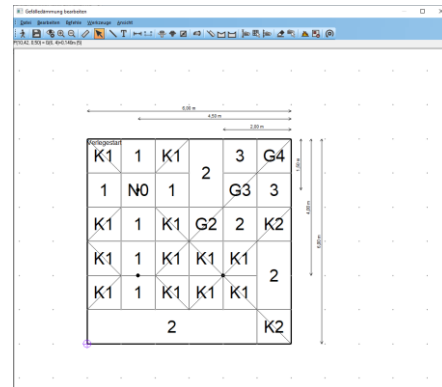 Gefälledämmung bearbeiten
Datei Bearbeiten Befehle Werkzeuge Ansicht
6,00 m
4,50 m
2,00 m
Verlegestart
K1 1 K1 2 3 G4
1 N0 1 G3 3
K1 1 K1 G2 2 K2
K1 1 K1 K1 K1 2
K1 1 K1 K1 K1
2 K2
1,50 m
4,00 m
6,00 m